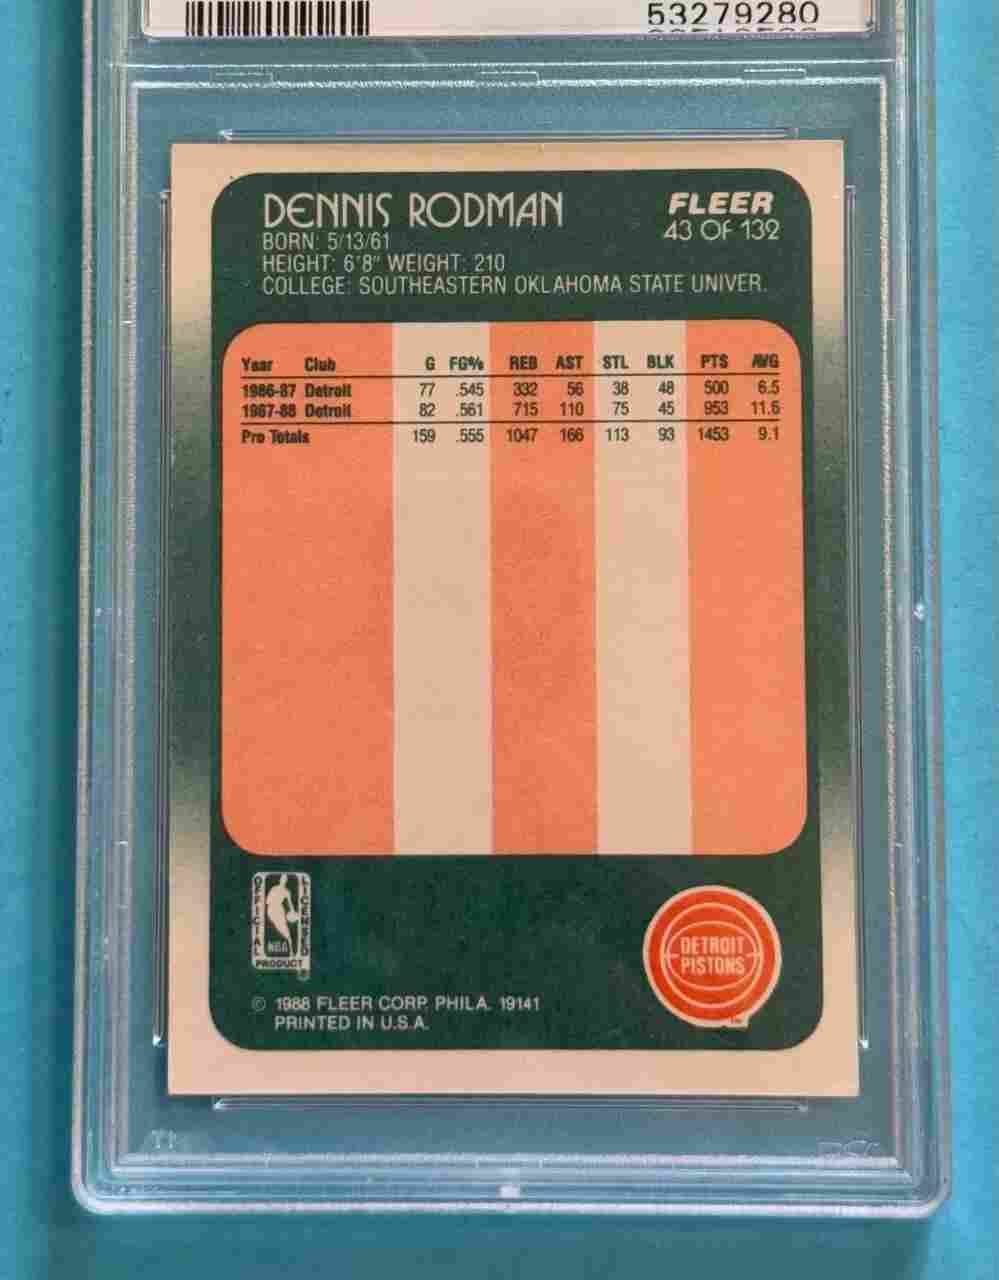 53279280
DENNIS RODMAN
FLEER
43 OF 132
BORN: 5/13/61
HEIGHT: 6'8" WEIGHT: 210
COLLEGE: SOUTHEASTERN OKLAHOMA STATE UNIVER.
Year Club G FG% REB AST STL BLK PTS AVG
1986-87 Detroit 77 .545 332 56 38 48 500 6.5
1987-88 Detroit 82 .561 715 110 75 45 953 11.6
Pro Totals 159 .555 1047 166 113 93 1453 9.1
OFFICIAL LICENSED
NBA
PRODUCT ®
DETROIT
PISTONS
TM
© 1988 FLEER CORP. PHILA. 19141
PRINTED IN U.S.A.